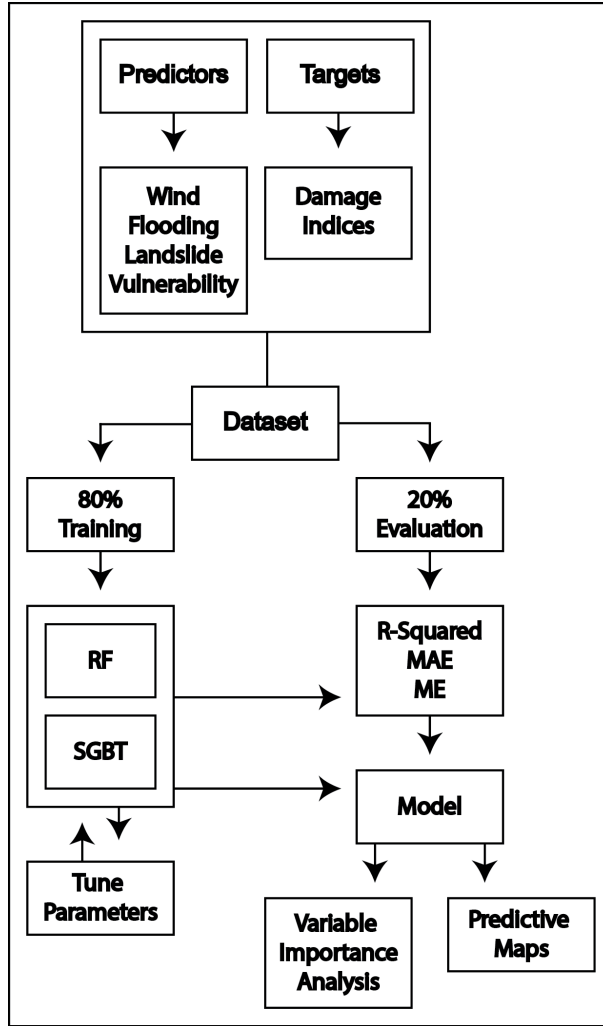 Predictors
Targets
Wind
Flooding
Landslide
Vulnerability
Damage
Indices
Dataset
80%
Training
20%
Evaluation
RF
SGBT
R-Squared
MAE
ME
Model
Tune
Parameters
Variable
Importance
Analysis
Predictive
Maps